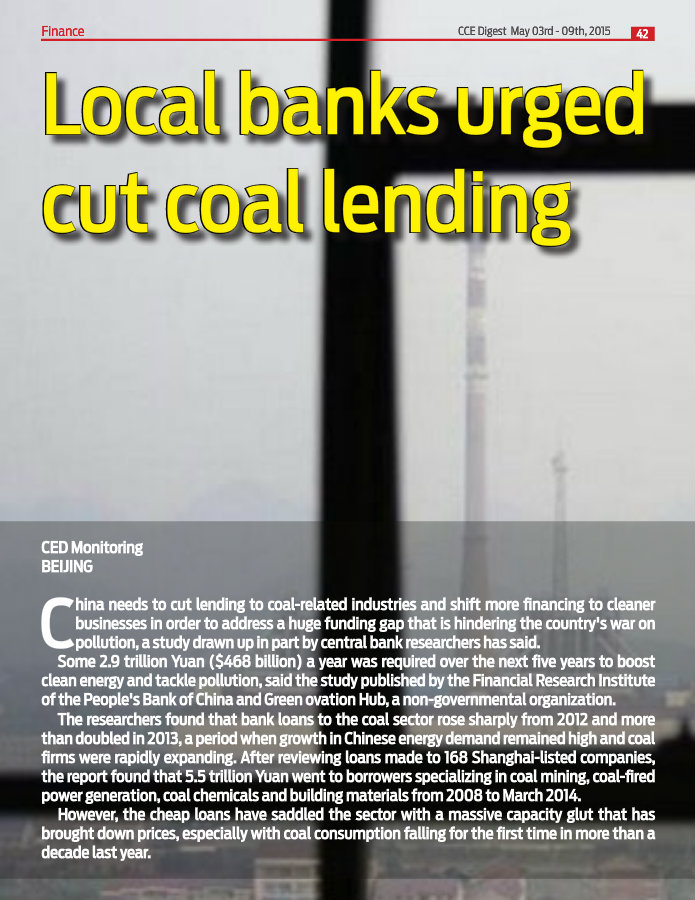 Finance
CCE Digest May 03rd - 09th, 2015
42
Local banks urged
cut coal lending
CED Monitoring
BEIJING
China needs to cut lending to coal-related industries and shift more financing to cleaner
businesses in order to address a huge funding gap that is hindering the country's war on
pollution, a study drawn up in part by central bank researchers has said.
Some 2.9 trillion Yuan ($468 billion) a year was required over the next five years to boost
clean energy and tackle pollution, said the study published by the Financial Research Institute
of the People's Bank of China and Green ovation Hub, a non-governmental organization.
The researchers found that bank loans to the coal sector rose sharply from 2012 and more
than doubled in 2013, a period when growth in Chinese energy demand remained high and coal
firms were rapidly expanding. After reviewing loans made to 168 Shanghai-listed companies,
the report found that 5.5 trillion Yuan went to borrowers specializing in coal mining, coal-fired
power generation, coal chemicals and building materials from 2008 to March 2014.
However, the cheap loans have saddled the sector with a massive capacity glut that has
brought down prices, especially with coal consumption falling for the first time in more than a
decade last year.